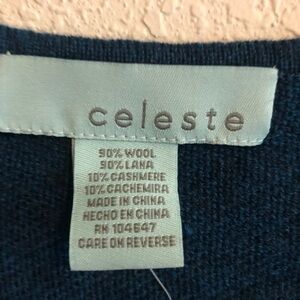 celeste
90% WOOL
90% LANA
10% CASHMERE
10% CACHEMIRA
MADE IN CHINA
HECHO EN CHINA
RN 104647
CARE ON REVERSE